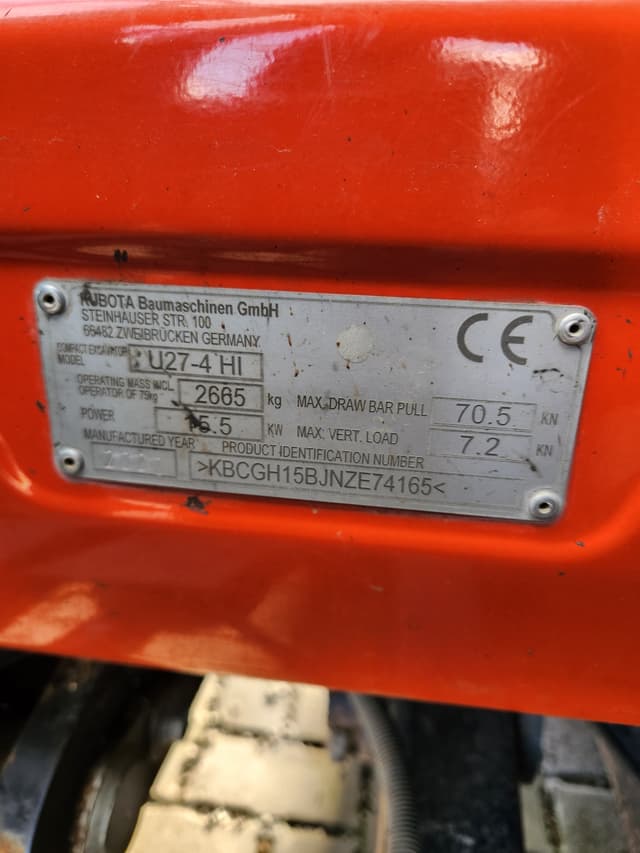 KUBOTA Baumaschinen GmbH
STEINHAUSER STR. 100
66482 ZWEIBRÜCKEN GERMANY
CE
COMPACT EXCAVATOR
MODEL
U27-4 HI
OPERATING MASS INCL.
OPERATOR OF 75kg
2665 kg
MAX. DRAW BAR PULL 70.5 KN
POWER 15.5 KW
MAX. VERT. LOAD 7.2 KN
MANUFACTURED YEAR
PRODUCT IDENTIFICATION NUMBER
>KBCGH15BJNZE74165<